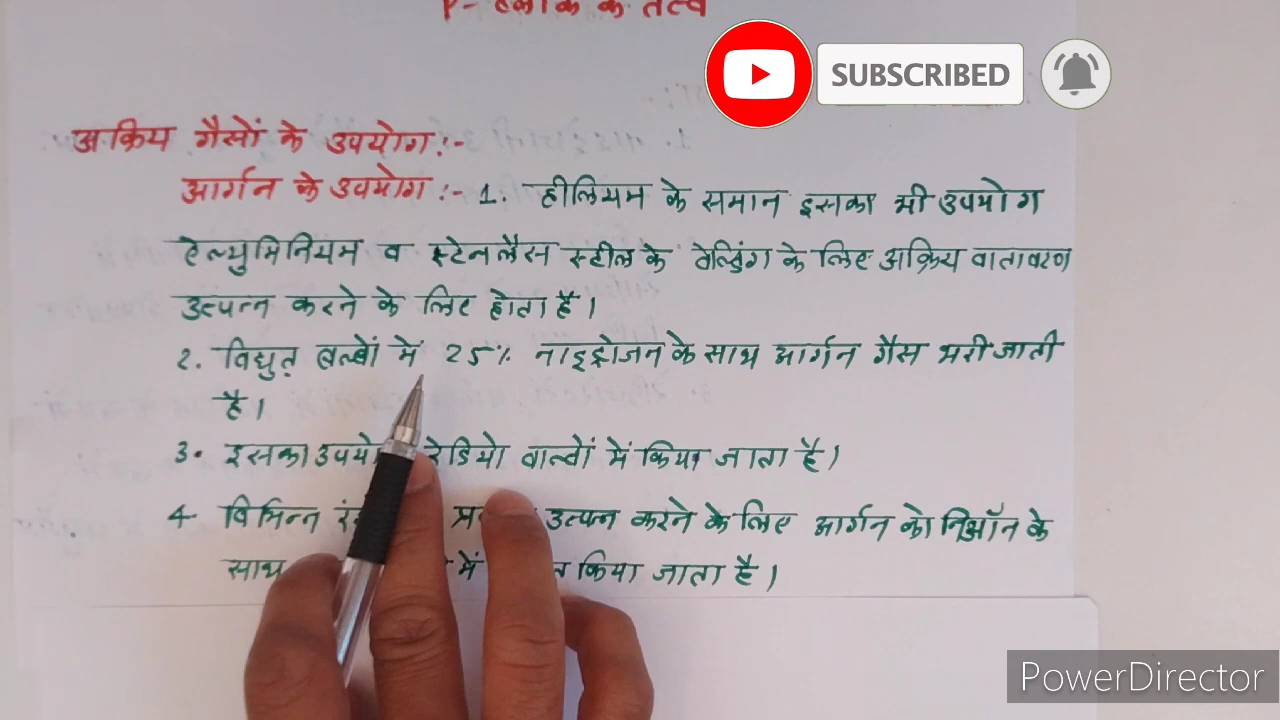 P- ब्लॉक के तत्व
SUBSCRIBED
अक्रिय गैसों के उपयोग :-
आर्गन के उपयोग :- 1. हीलियम के समान इसका भी उपयोग
ऐल्युमिनियम व स्टेनलैस स्टील के वेल्डिंग के लिए अक्रिय वातावरण
उत्पन्न करने के लिए होता है।
2. विद्युत बल्बों में 25% नाइट्रोजन के साथ आर्गन गैस भरी जाती
है।
3. इसका रेडियो वाल्वों में किया जाता है।
4. विभिन्न उत्पन्न करने के लिए आर्गन को निऑन के
साथ में किया जाता है।
PowerDirector